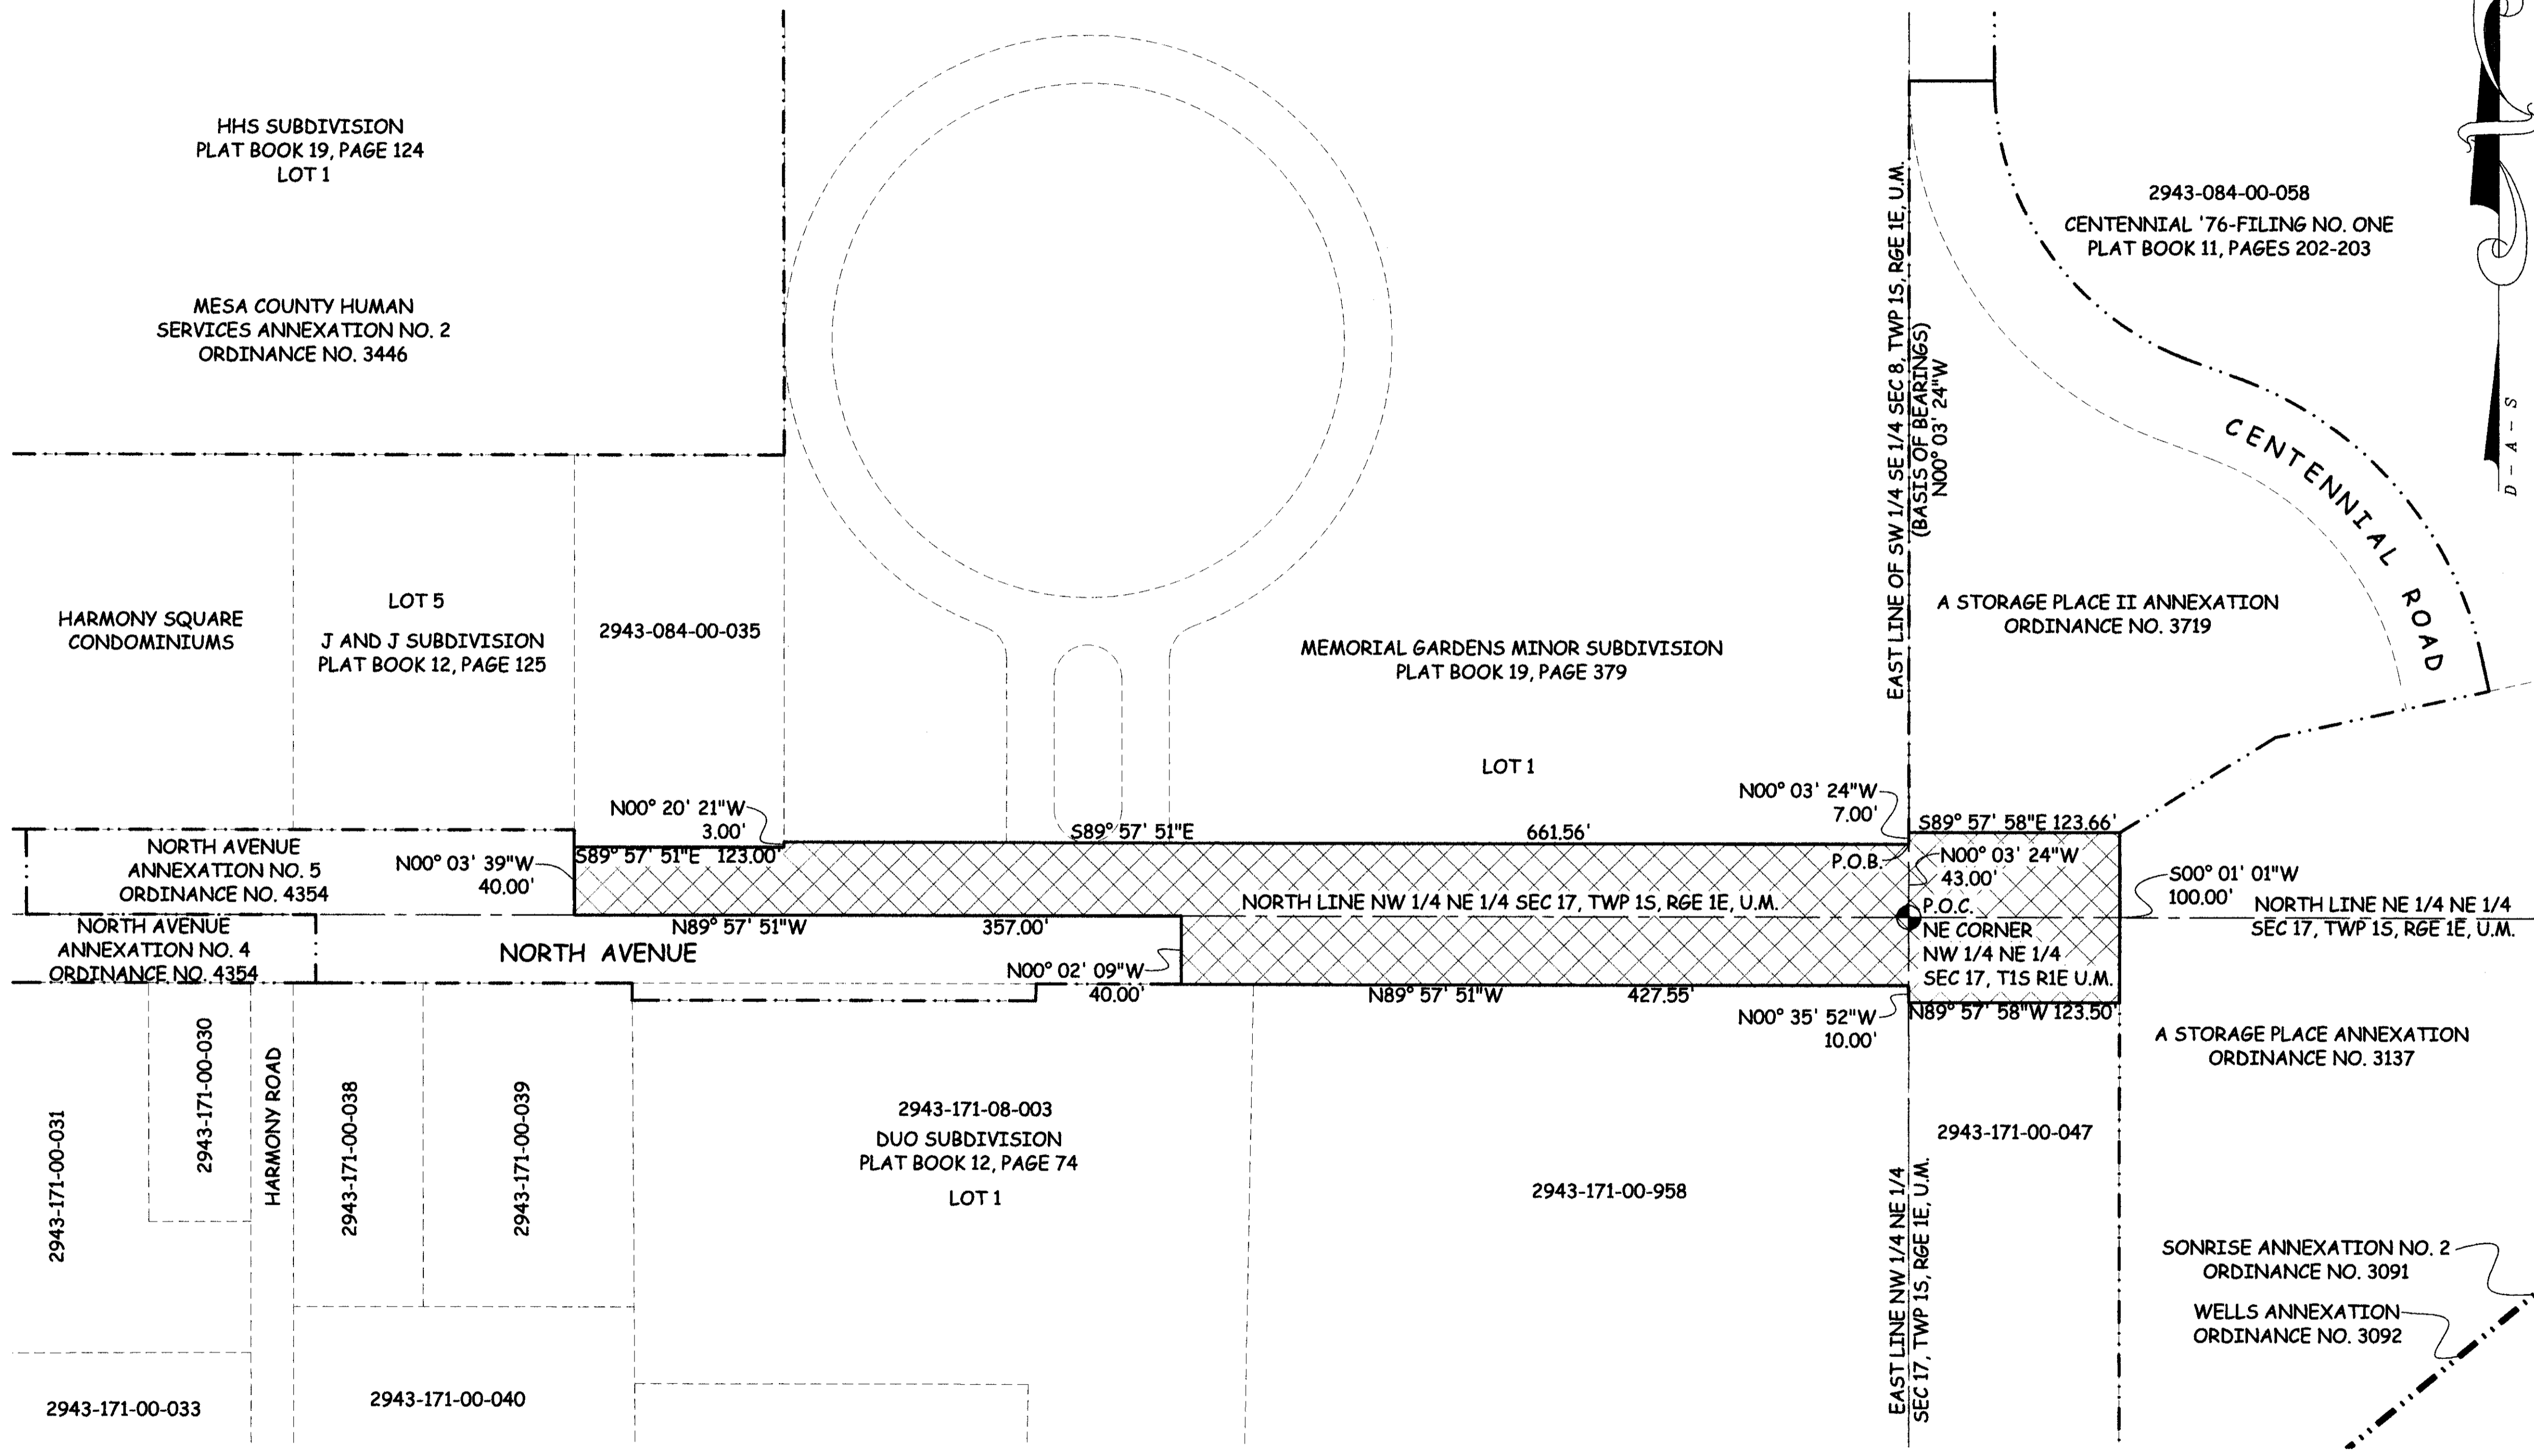 HHS SUBDIVISION
PLAT BOOK 19, PAGE 124
LOT 1
MESA COUNTY HUMAN
SERVICES ANNEXATION NO. 2
ORDINANCE NO. 3446
2943-084-00-058
CENTENNIAL '76-FILING NO. ONE
PLAT BOOK 11, PAGES 202-203
D-A-S
EAST LINE OF SW 1/4 SE 1/4 SEC 8, TWP 1S, RGE 1E, U.M.
(BASIS OF BEARINGS)
N00° 03' 24"W
CENTENNIAL ROAD
HARMONY SQUARE
CONDOMINIUMS
LOT 5
J AND J SUBDIVISION
PLAT BOOK 12, PAGE 125
2943-084-00-035
MEMORIAL GARDENS MINOR SUBDIVISION
PLAT BOOK 19, PAGE 379
LOT 1
A STORAGE PLACE II ANNEXATION
ORDINANCE NO. 3719
N00° 20' 21"W
3.00'
S89° 57' 51"E
661.56'
N00° 03' 24"W
7.00'
S89° 57' 58"E 123.66'
NORTH AVENUE
ANNEXATION NO. 5
ORDINANCE NO. 4354
N00° 03' 39"W
40.00'
S89° 57' 51"E 123.00'
P.O.B.
N00° 03' 24"W
43.00'
S00° 01' 01"W
100.00'
NORTH LINE NW 1/4 NE 1/4 SEC 17, TWP 1S, RGE 1E, U.M.
P.O.C.
NE CORNER
NW 1/4 NE 1/4
SEC 17, T1S R1E U.M.
NORTH LINE NE 1/4 NE 1/4
SEC 17, TWP 1S, RGE 1E, U.M.
NORTH AVENUE
ANNEXATION NO. 4
ORDINANCE NO. 4354
N89° 57' 51"W
357.00'
NORTH AVENUE
N00° 02' 09"W
40.00'
N89° 57' 51"W
427.55'
N00° 35' 52"W
10.00'
N89° 57' 58"W 123.50'
A STORAGE PLACE ANNEXATION
ORDINANCE NO. 3137
2943-171-00-031
2943-171-00-030
HARMONY ROAD
2943-171-00-038
2943-171-00-039
2943-171-08-003
DUO SUBDIVISION
PLAT BOOK 12, PAGE 74
LOT 1
2943-171-00-958
2943-171-00-047
EAST LINE NW 1/4 NE 1/4
SEC 17, TWP 1S, RGE 1E, U.M.
SONRISE ANNEXATION NO. 2
ORDINANCE NO. 3091
WELLS ANNEXATION
ORDINANCE NO. 3092
2943-171-00-033
2943-171-00-040